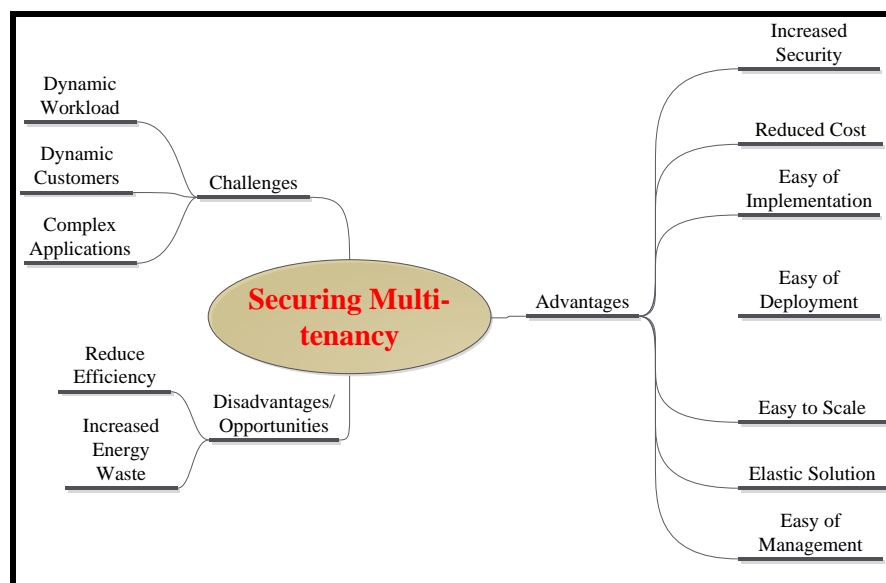 Securing Multi-
tenancy
Challenges
Dynamic
Workload
Dynamic
Customers
Complex
Applications
Disadvantages/
Opportunities
Reduce
Efficiency
Increased
Energy
Waste
Advantages
Increased
Security
Reduced Cost
Easy of
Implementation
Easy of
Deployment
Easy to Scale
Elastic Solution
Easy of
Management